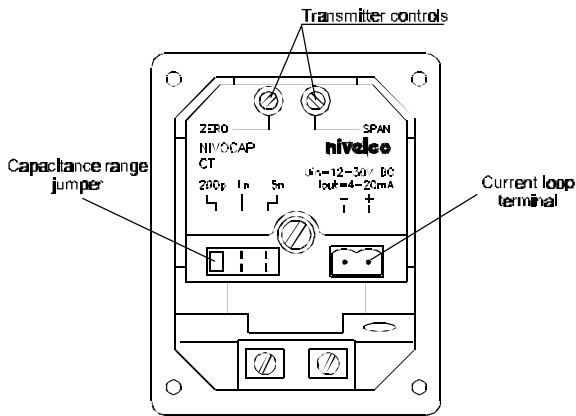 Transmitter controls
ZERO
SPAN
NIVOCAP
CT
nivelco
Uin=12-36V DC
Iout=4-20mA
200p 1n 5n
- +
Capacitance range
jumper
Current loop
terminal